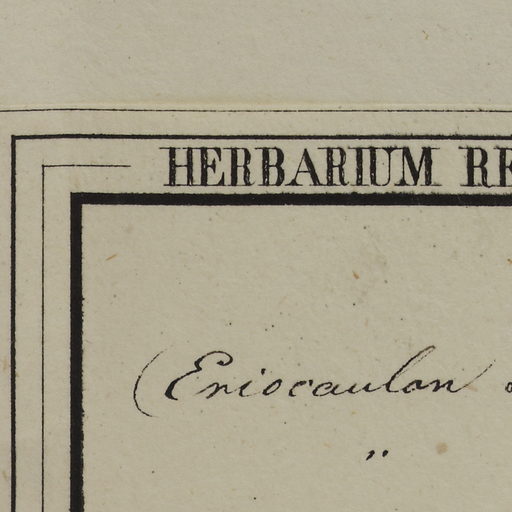 HERBARIUM RE
(Eriocaulon
"